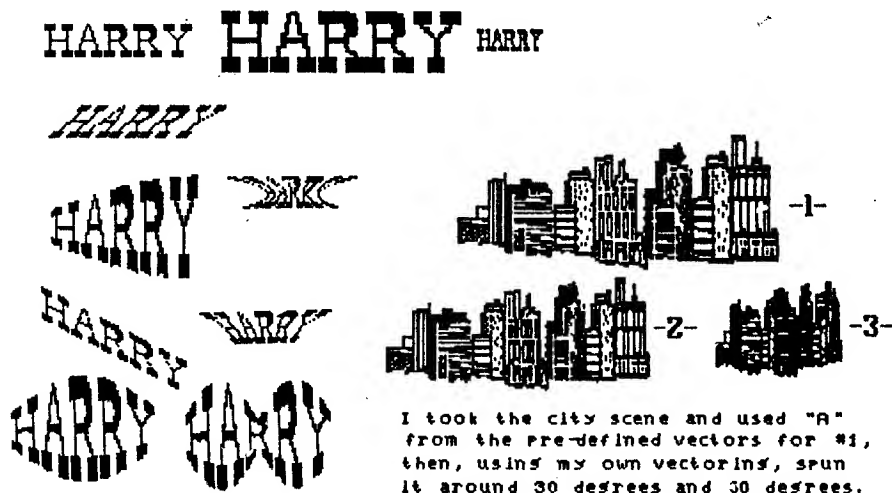 HARRY HARRY HARRY
HARRY
HARRY
HARRY
HARRY
HARRY HARRY
-1-
-2- -3-
I took the city scene and used "A"
from the pre-defined vectors for #1,
then, using my own vectoring, spun
it around 30 degrees and degrees.